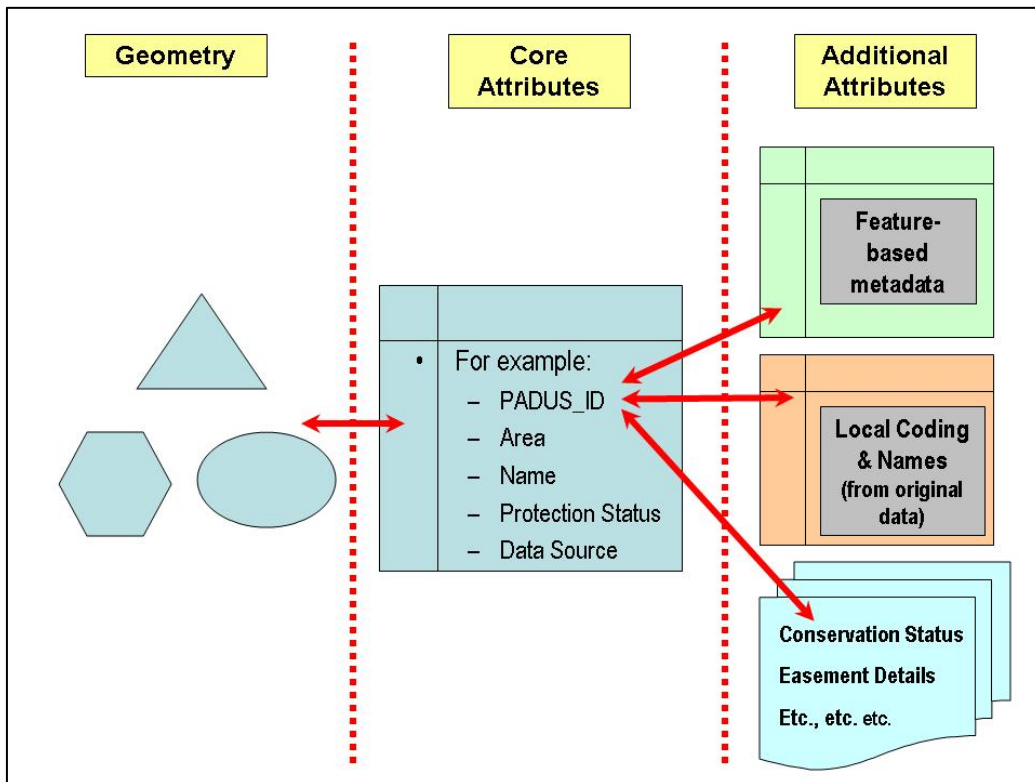 Geometry
Core
Attributes
Additional
Attributes
• For example:
– PADUS_ID
– Area
– Name
– Protection Status
– Data Source
Feature-
based
metadata
Local Coding
& Names
(from original
data)
Conservation Status
Easement Details
Etc., etc. etc.